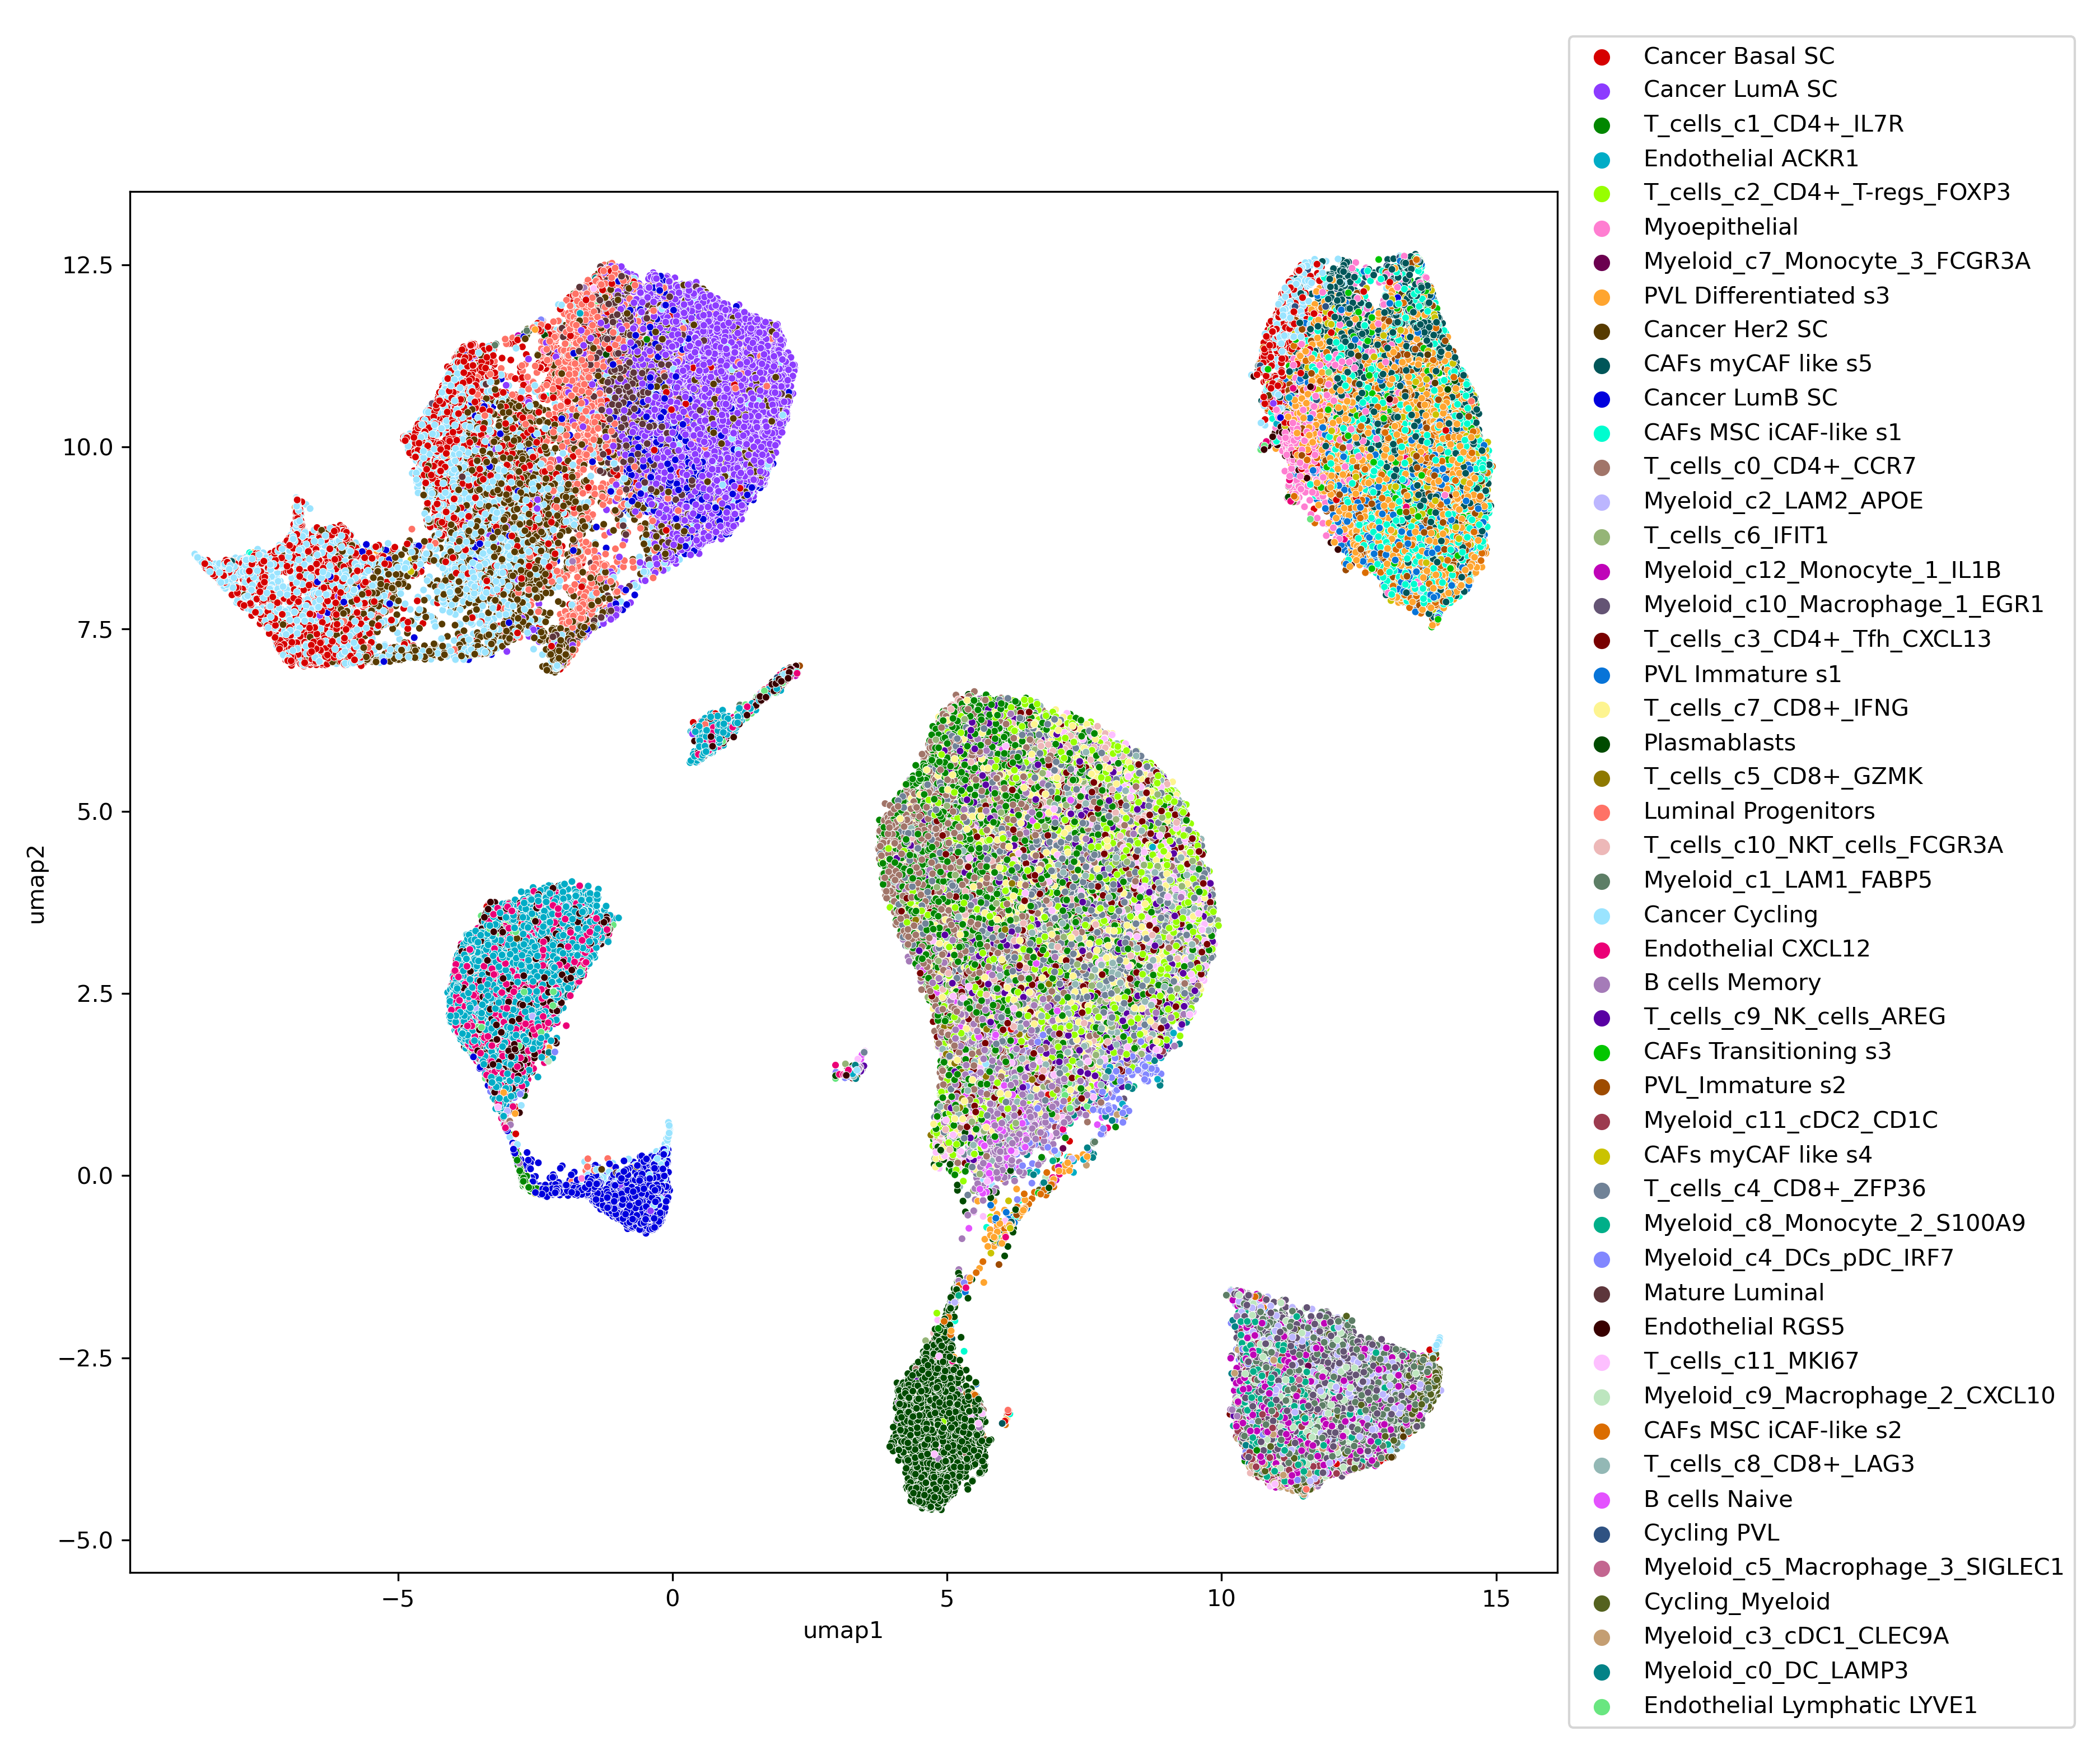 Cancer Basal SC
Cancer LumA SC
T_cells_c1_CD4+_IL7R
Endothelial ACKR1
T_cells_c2_CD4+_T-regs_FOXP3
Myoepithelial
Myeloid_c7_Monocyte_3_FCGR3A
PVL Differentiated s3
Cancer Her2 SC
CAFs myCAF like s5
Cancer LumB SC
CAFs MSC iCAF-like s1
T_cells_c0_CD4+_CCR7
Myeloid_c2_LAM2_APOE
T_cells_c6_IFIT1
Myeloid_c12_Monocyte_1_IL1B
Myeloid_c10_Macrophage_1_EGR1
T_cells_c3_CD4+_Tfh_CXCL13
PVL Immature s1
T_cells_c7_CD8+_IFNG
Plasmablasts
T_cells_c5_CD8+_GZMK
Luminal Progenitors
T_cells_c10_NKT_cells_FCGR3A
Myeloid_c1_LAM1_FABP5
Cancer Cycling
Endothelial CXCL12
B cells Memory
T_cells_c9_NK_cells_AREG
CAFs Transitioning s3
PVL_Immature s2
Myeloid_c11_cDC2_CD1C
CAFs myCAF like s4
T_cells_c4_CD8+_ZFP36
Myeloid_c8_Monocyte_2_S100A9
Myeloid_c4_DCs_pDC_IRF7
Mature Luminal
Endothelial RGS5
T_cells_c11_MKI67
Myeloid_c9_Macrophage_2_CXCL10
CAFs MSC iCAF-like s2
T_cells_c8_CD8+_LAG3
B cells Naive
Cycling PVL
Myeloid_c5_Macrophage_3_SIGLEC1
Cycling_Myeloid
Myeloid_c3_cDC1_CLEC9A
Myeloid_c0_DC_LAMP3
Endothelial Lymphatic LYVE1
12.5
10.0
7.5
5.0
2.5
0.0
−2.5
−5.0
umap2
−5 0 5 10 15
umap1